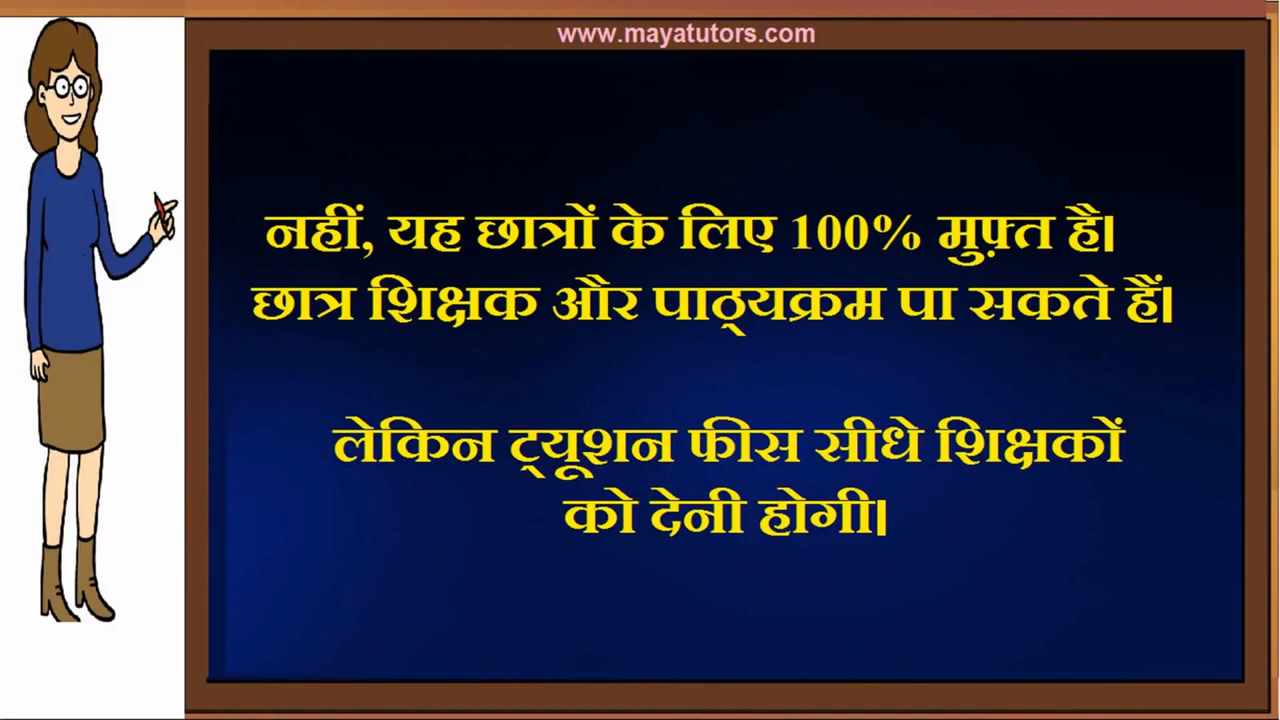 www.mayatutors.com
नहीं, यह छात्रों के लिए 100% मुफ़्त है।
छात्र शिक्षक और पाठ्यक्रम पा सकते हैं।
लेकिन ट्यूशन फीस सीधे शिक्षकों
को देनी होगी।